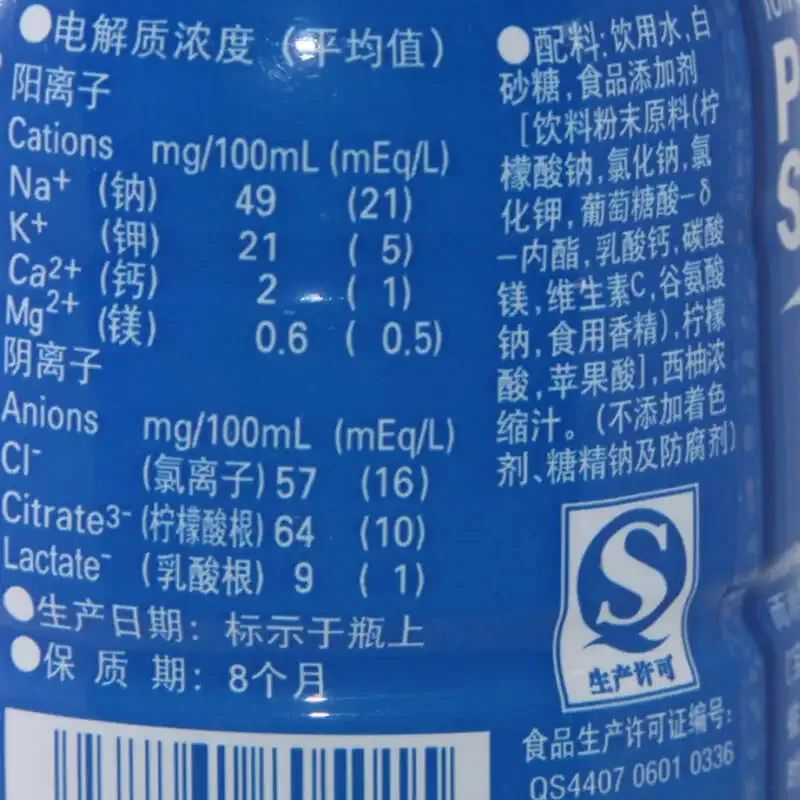 ●电解质浓度（平均值）
阳离子
Cations mg/100mL (mEq/L)
Na+ (钠) 49 (21)
K+ (钾) 21 ( 5)
Ca2+ (钙) 2 ( 1)
Mg2+ (镁) 0.6 ( 0.5)
阴离子
Anions mg/100mL (mEq/L)
Cl- (氯离子) 57 (16)
Citrate3- (柠檬酸根) 64 (10)
Lactate- (乳酸根) 9 ( 1)
●生产日期：标示于瓶上
●保 质 期：8个月
●配料:饮用水,白
砂糖,食品添加剂
[饮料粉末原料(柠
檬酸钠,氯化钠,氯
化钾,葡萄糖酸-δ
-内酯,乳酸钙,碳酸
镁,维生素C,谷氨酸
钠,食用香精),柠檬
酸,苹果酸],西柚浓
缩汁。(不添加着色
剂、糖精钠及防腐剂)
QS
生产许可
食品生产许可证编号:
QS4407 0601 0336
P
S